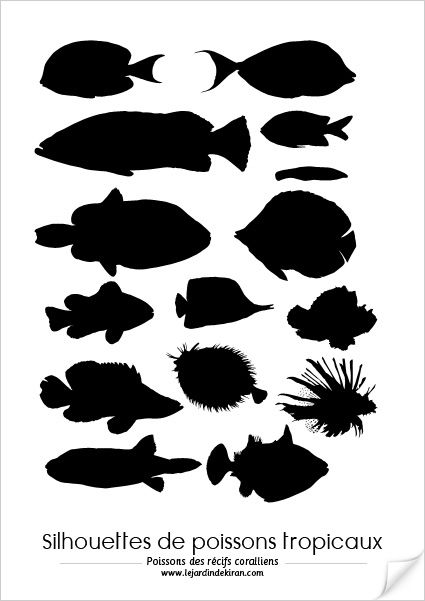 Silhouettes de poissons tropicaux
Poissons des récifs coralliens
www.lejardindekiran.com